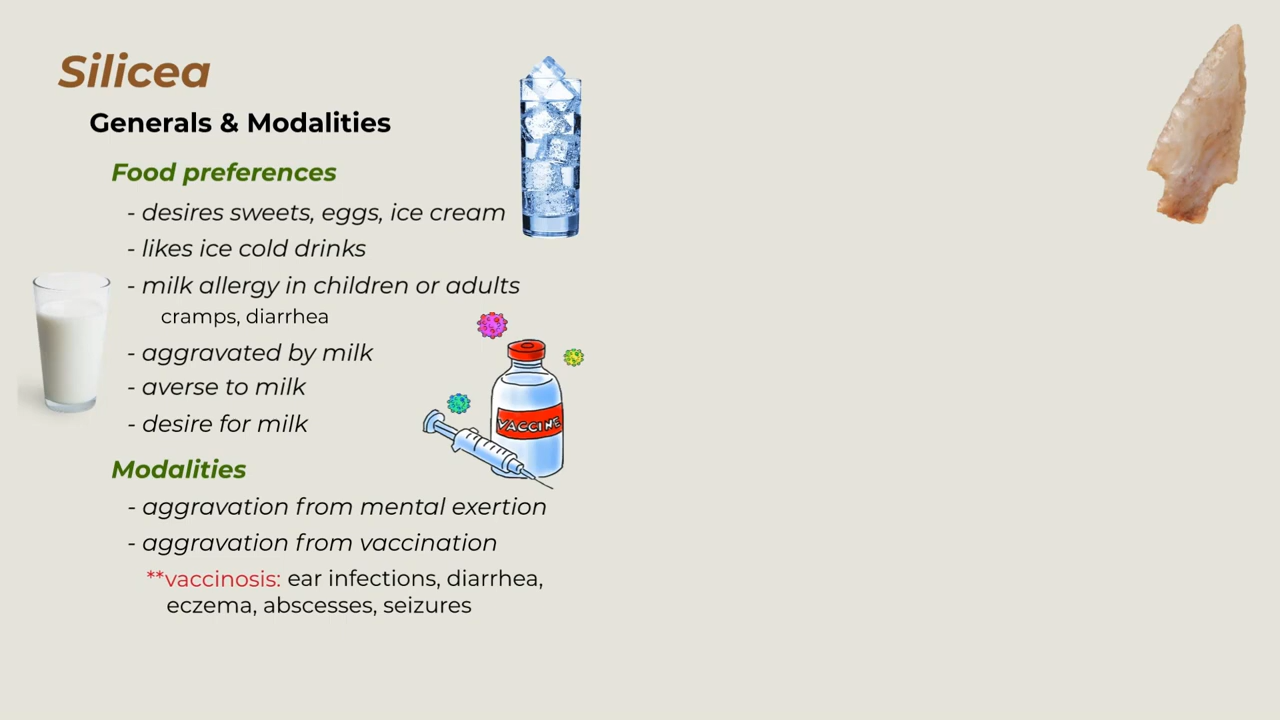 Silicea
Generals & Modalities
Food preferences
- desires sweets, eggs, ice cream
- likes ice cold drinks
- milk allergy in children or adults
cramps, diarrhea
- aggravated by milk
- averse to milk
- desire for milk
VACCINE
Modalities
- aggravation from mental exertion
- aggravation from vaccination
**vaccinosis: ear infections, diarrhea,
eczema, abscesses, seizures